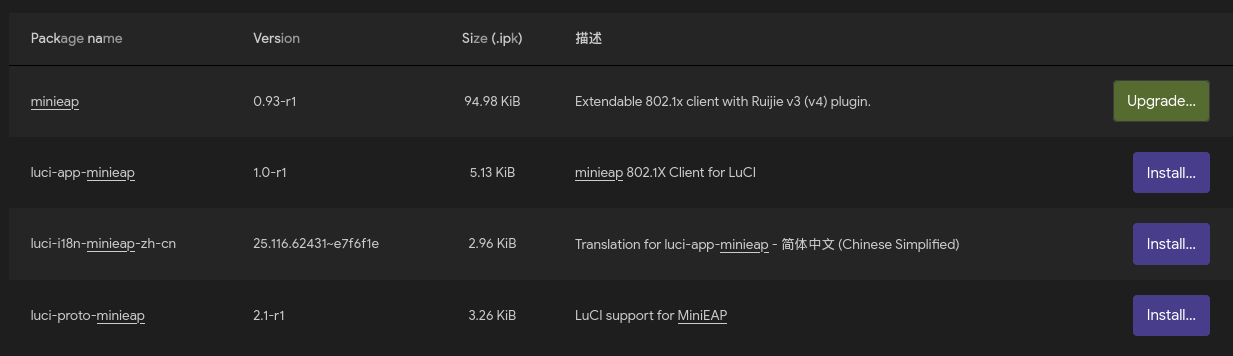 Package name Version Size (.ipk) 描述
minieap 0.93-r1 94.98 KiB Extendable 802.1x client with Ruijie v3 (v4) plugin. Upgrade...
luci-app-minieap 1.0-r1 5.13 KiB minieap 802.1X Client for LuCI Install...
luci-i18n-minieap-zh-cn 25.116.62431~e7f6f1e 2.96 KiB Translation for luci-app-minieap - 简体中文 (Chinese Simplified) Install...
luci-proto-minieap 2.1-r1 3.26 KiB LuCI support for MiniEAP Install...